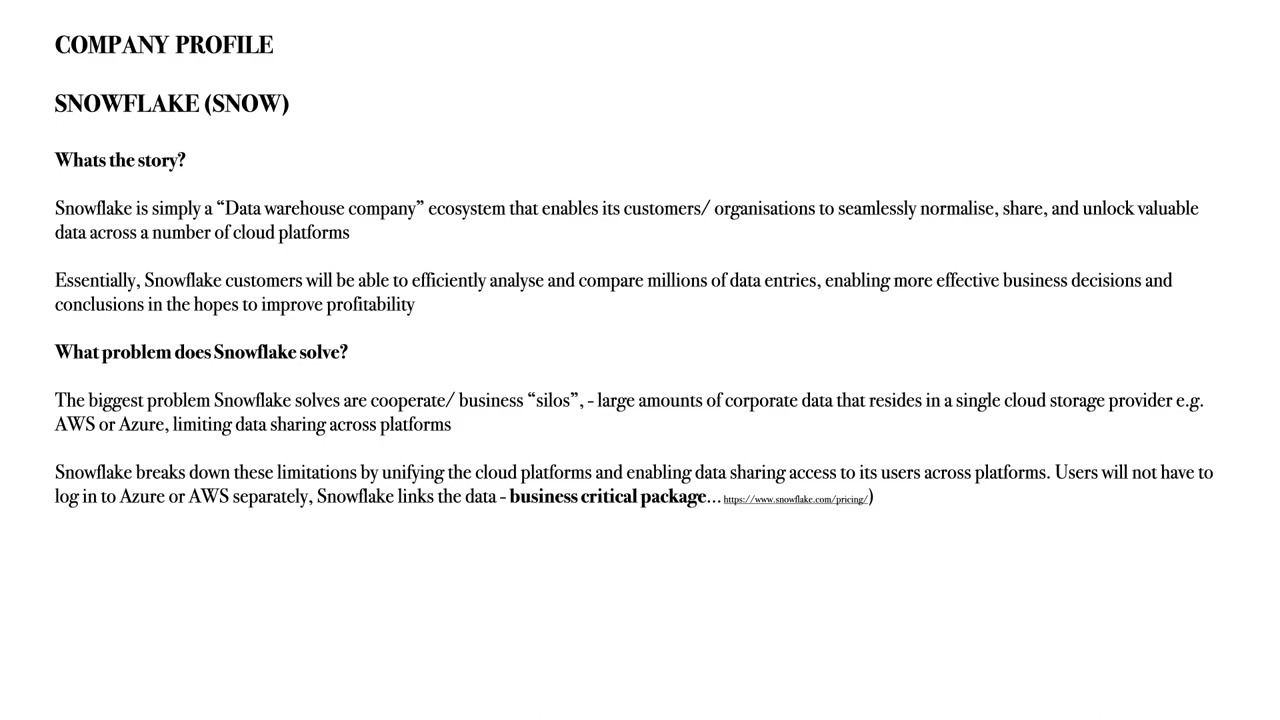 COMPANY PROFILE
SNOWFLAKE (SNOW)
Whats the story?
Snowflake is simply a “Data warehouse company” ecosystem that enables its customers/ organisations to seamlessly normalise, share, and unlock valuable
data across a number of cloud platforms
Essentially, Snowflake customers will be able to efficiently analyse and compare millions of data entries, enabling more effective business decisions and
conclusions in the hopes to improve profitability
What problem does Snowflake solve?
The biggest problem Snowflake solves are cooperate/ business “silos”, - large amounts of corporate data that resides in a single cloud storage provider e.g.
AWS or Azure, limiting data sharing across platforms
Snowflake breaks down these limitations by unifying the cloud platforms and enabling data sharing access to its users across platforms. Users will not have to
log in to Azure or AWS separately, Snowflake links the data - business critical package... https://www.snowflake.com/pricing/)